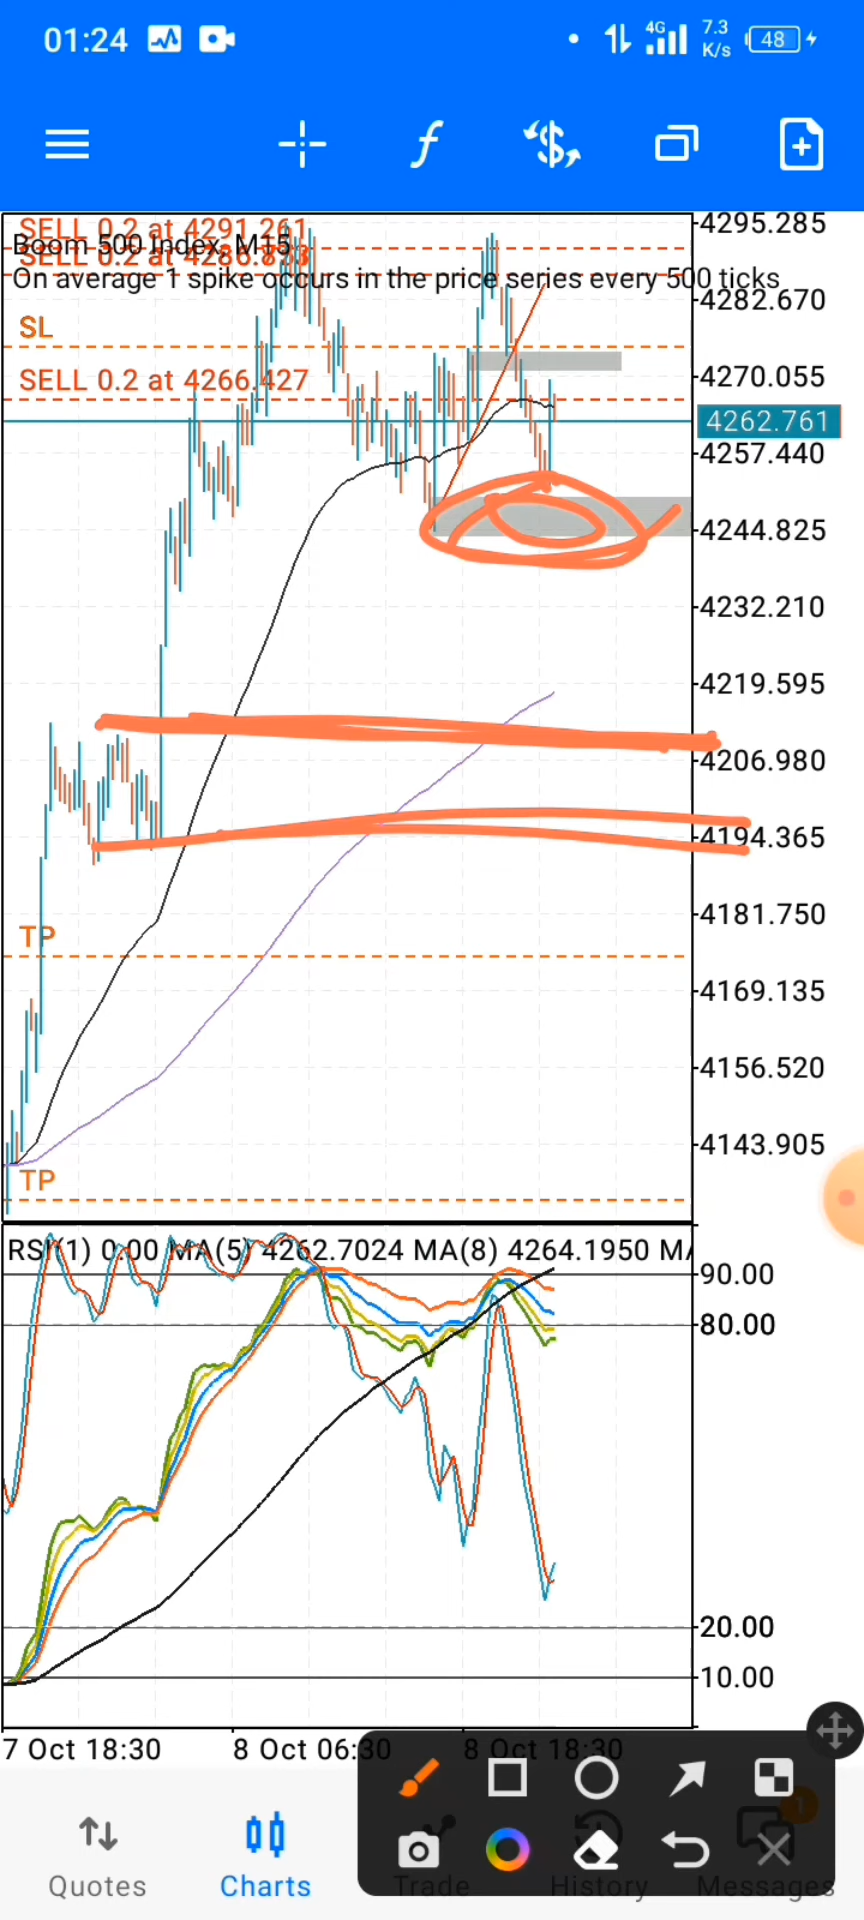 01:24
4G
7.3
K/s
48
SELL 0.2 at 4291.261
Boom 500 Index, M15
On average 1 spike occurs in the price series every 500 ticks
SL
SELL 0.2 at 4266.427
TP
TP
4295.285
4282.670
4270.055
4262.761
4257.440
4244.825
4232.210
4219.595
4206.980
4194.365
4181.750
4169.135
4156.520
4143.905
RSI(1) 0.00 MA(5) 4262.7024 MA(8) 4264.1950
90.00
80.00
20.00
10.00
7 Oct 18:30
8 Oct 06:30
8 Oct 18:30
Quotes
Charts
Trade
History
Messages
1